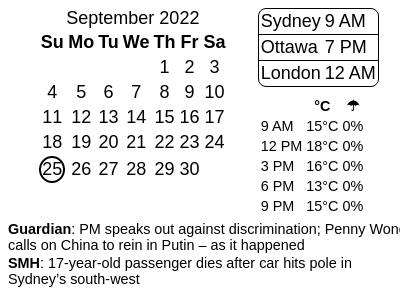 September 2022
Su Mo Tu We Th Fr Sa
1 2 3
4 5 6 7 8 9 10
11 12 13 14 15 16 17
18 19 20 21 22 23 24
25 26 27 28 29 30
Sydney 9 AM
Ottawa 7 PM
London 12 AM
°C ☂
9 AM 15°C 0%
12 PM 18°C 0%
3 PM 16°C 0%
6 PM 13°C 0%
9 PM 15°C 0%
Guardian: PM speaks out against discrimination; Penny Wong
calls on China to rein in Putin – as it happened
SMH: 17-year-old passenger dies after car hits pole in
Sydney's south-west